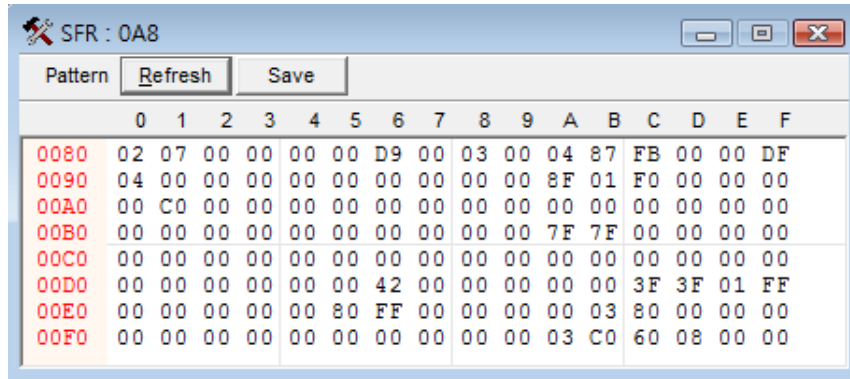 SFR : 0A8
Pattern Refresh Save
0 1 2 3 4 5 6 7 8 9 A B C D E F
0080 02 07 00 00 00 00 D9 00 03 00 04 87 FB 00 00 DF
0090 04 00 00 00 00 00 00 00 00 00 8F 01 F0 00 00 00
00A0 00 C0 00 00 00 00 00 00 00 00 00 00 00 00 00 00
00B0 00 00 00 00 00 00 00 00 00 00 7F 7F 00 00 00 00
00C0 00 00 00 00 00 00 00 00 00 00 00 00 00 00 00 00
00D0 00 00 00 00 00 00 42 00 00 00 00 00 3F 3F 01 FF
00E0 00 00 00 00 00 80 FF 00 00 00 00 03 80 00 00 00
00F0 00 00 00 00 00 00 00 00 00 00 03 C0 60 08 00 00